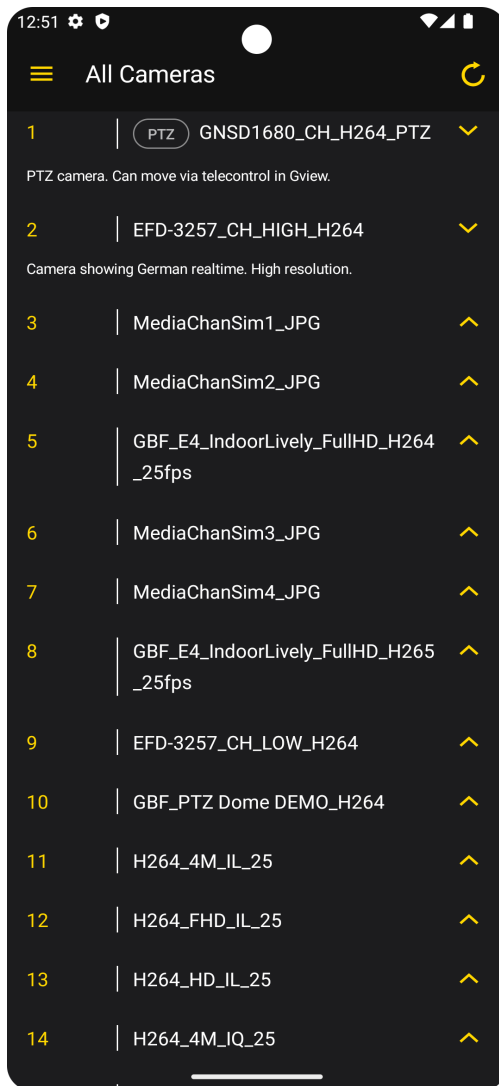 12:51
All Cameras
1 PTZ GNSD1680_CH_H264_PTZ
PTZ camera. Can move via telecontrol in Gview.
2 EFD-3257_CH_HIGH_H264
Camera showing German realtime. High resolution.
3 MediaChanSim1_JPG
4 MediaChanSim2_JPG
5 GBF_E4_IndoorLively_FullHD_H264
_25fps
6 MediaChanSim3_JPG
7 MediaChanSim4_JPG
8 GBF_E4_IndoorLively_FullHD_H265
_25fps
9 EFD-3257_CH_LOW_H264
10 GBF_PTZ Dome DEMO_H264
11 H264_4M_IL_25
12 H264_FHD_IL_25
13 H264_HD_IL_25
14 H264_4M_IQ_25